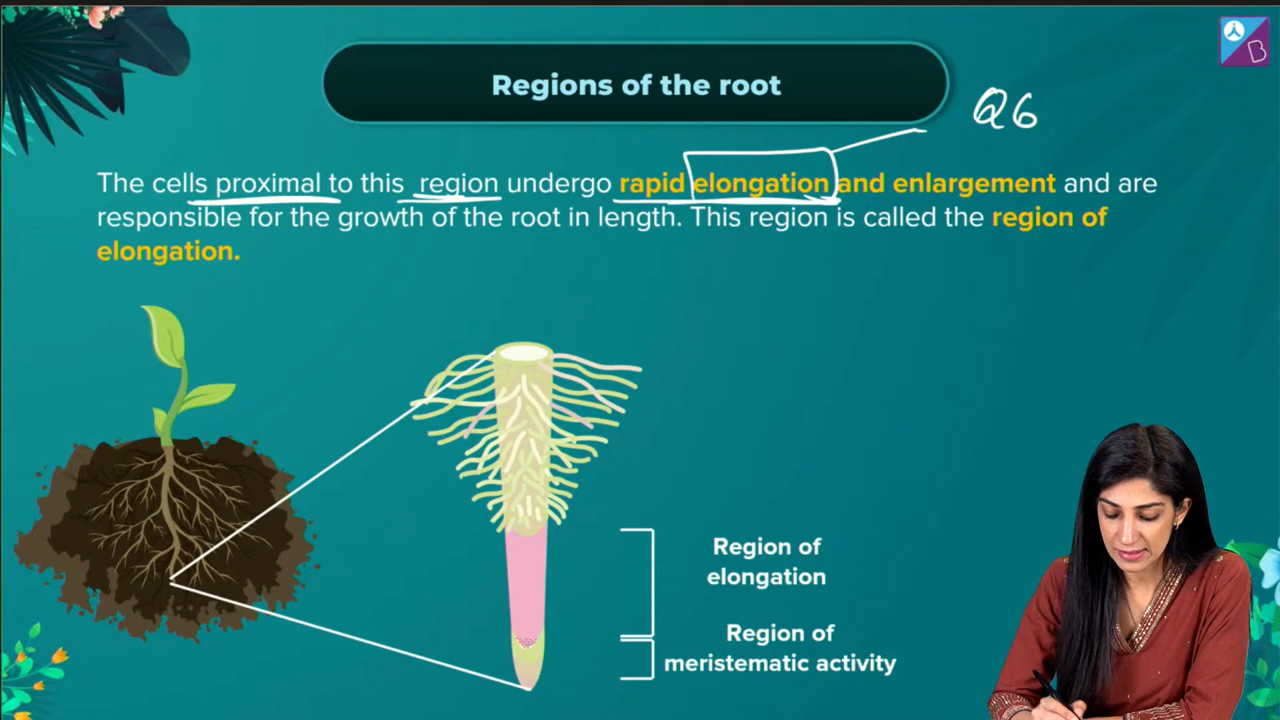 Regions of the root
Q6
The cells proximal to this region undergo rapid elongation and enlargement and are
responsible for the growth of the root in length. This region is called the region of
elongation.
Region of
elongation
Region of
meristematic activity
B